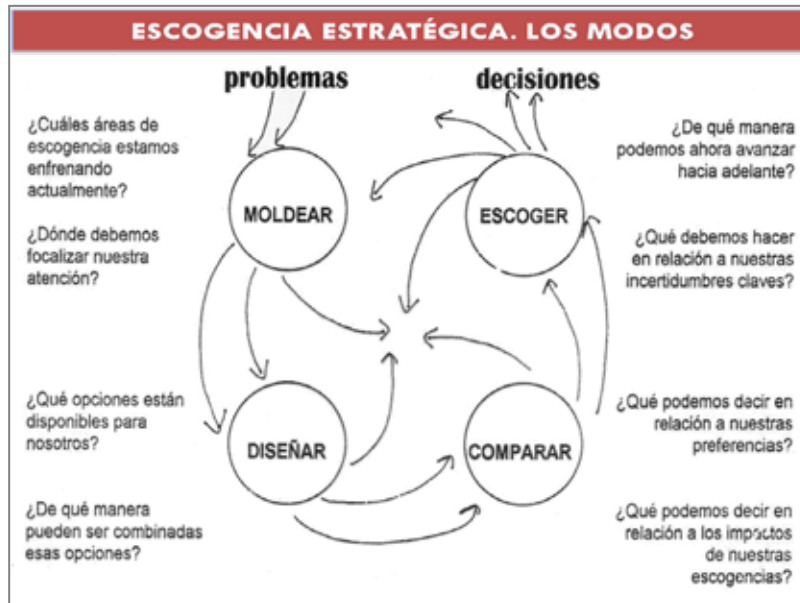 ESCOGENCIA ESTRATÉGICA. LOS MODOS
problemas
decisiones
¿Cuáles áreas de
escogencia estamos
enfrenando
actualmente?
¿Dónde debemos
focalizar nuestra
atención?
MOLDEAR
ESCOGER
¿De qué manera
podemos ahora avanzar
hacia adelante?
¿Qué debemos hacer
en relación a nuestras
incertidumbres claves?
¿Qué opciones están
disponibles para
nosotros?
¿De qué manera
pueden ser combinadas
esas opciones?
DISEÑAR
COMPARAR
¿Qué podemos decir en
relación a nuestras
preferencias?
¿Qué podemos decir en
relación a los impactos
de nuestras
escogencias?